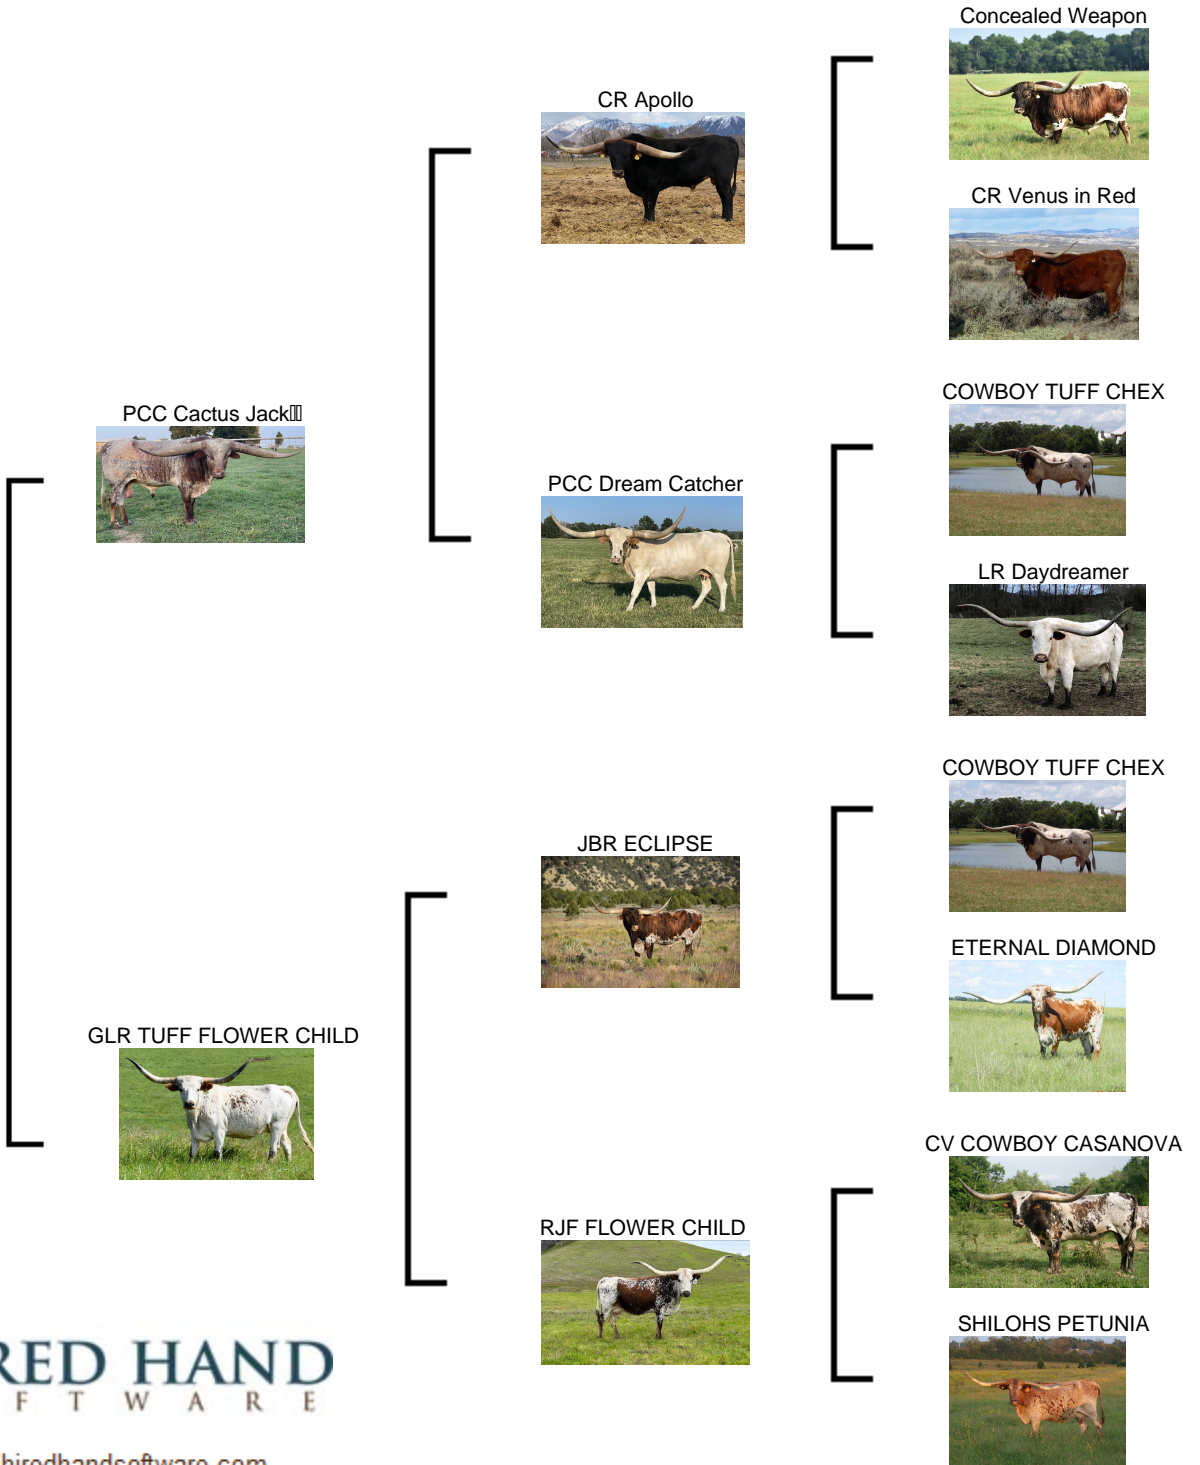 Concealed Weapon
CR Apollo
CR Venus in Red
COWBOY TUFF CHEX
PCC Cactus Jack
PCC Dream Catcher
LR Daydreamer
COWBOY TUFF CHEX
JBR ECLIPSE
ETERNAL DIAMOND
GLR TUFF FLOWER CHILD
CV COWBOY CASANOVA
RJF FLOWER CHILD
SHILOHS PETUNIA
RED HAND
F T W A R E
hiredhandsoftware.com